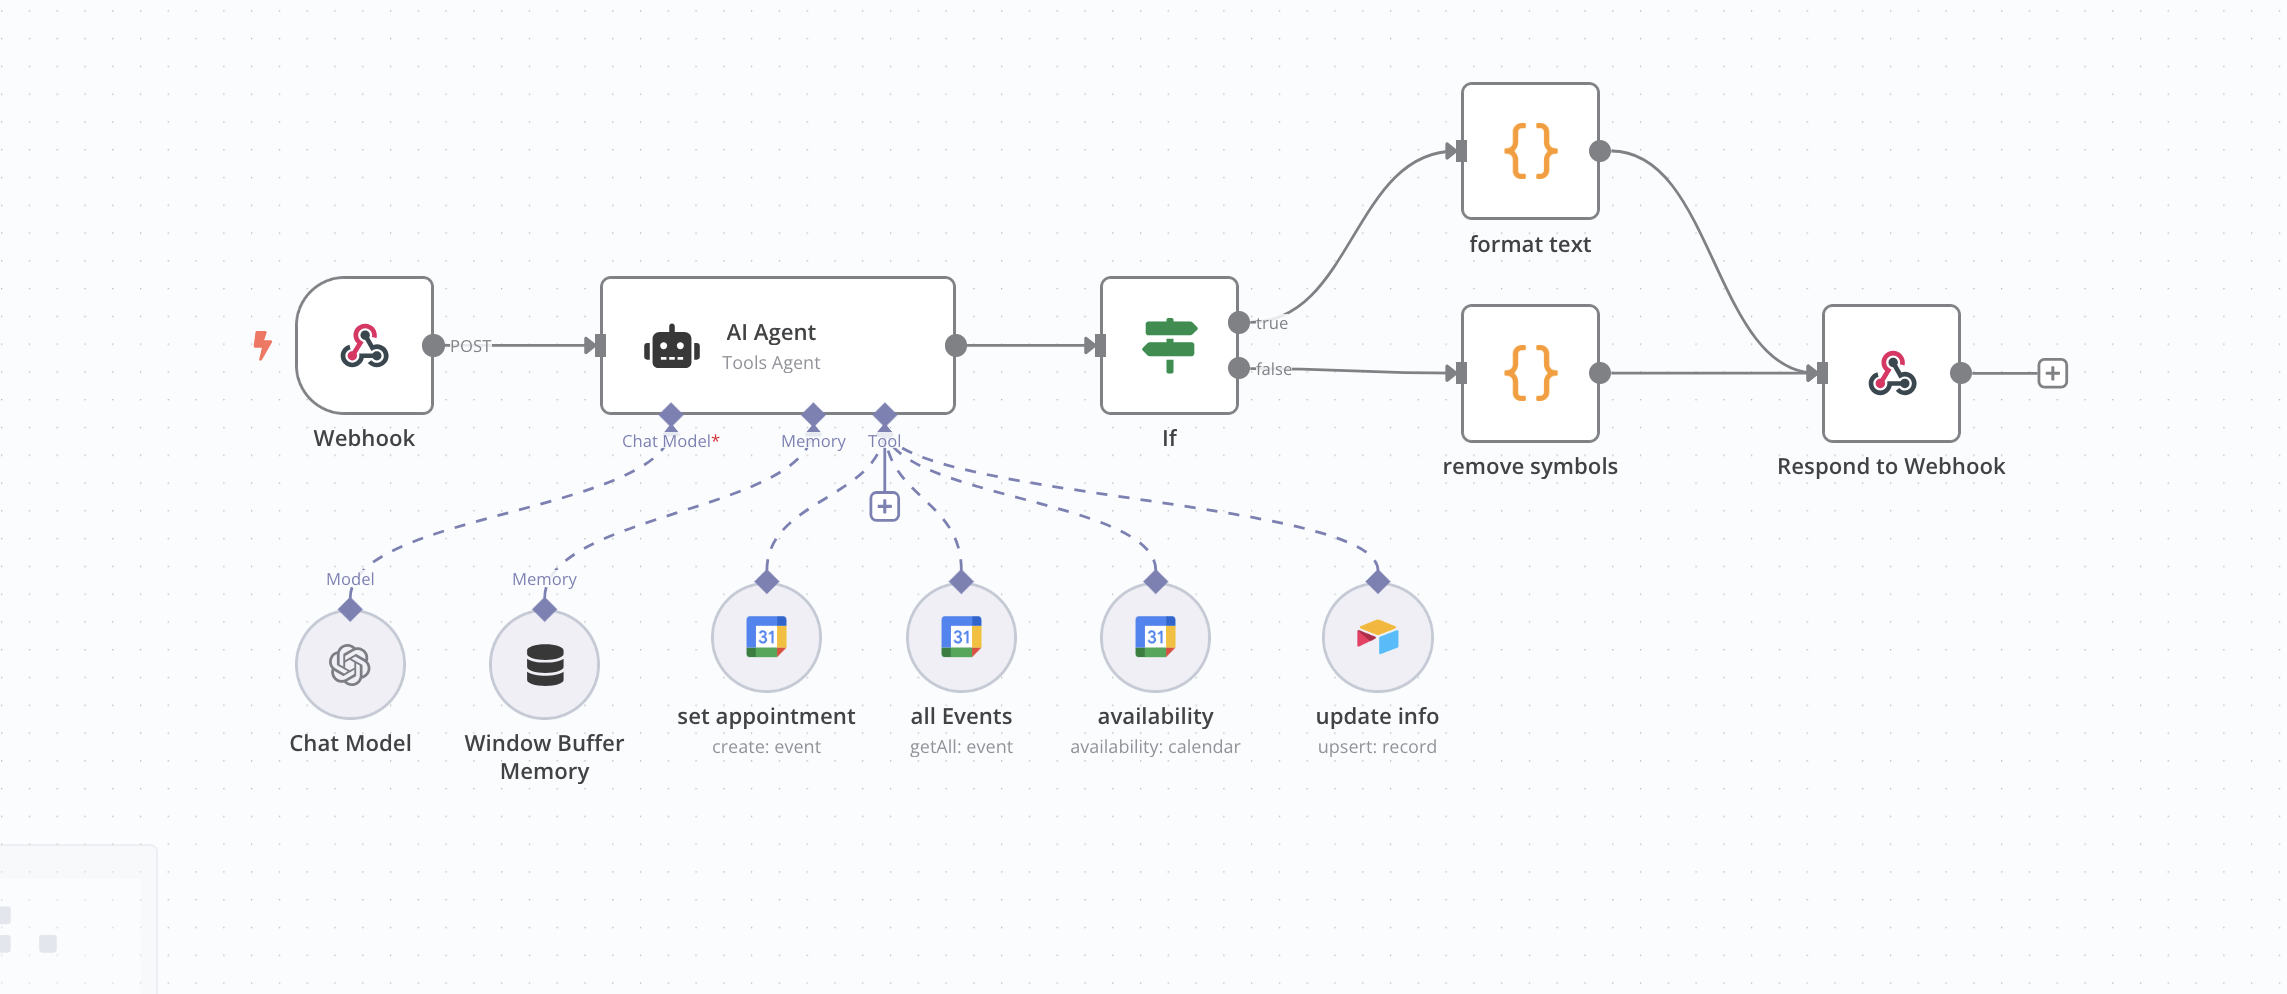 format text
POST
AI Agent
Tools Agent
true
false
Webhook
Chat Model*
Memory
Tool
If
remove symbols
Respond to Webhook
Model
Memory
31
31
31
Chat Model
Window Buffer
Memory
set appointment
create: event
all Events
getAll: event
availability
availability: calendar
update info
upsert: record